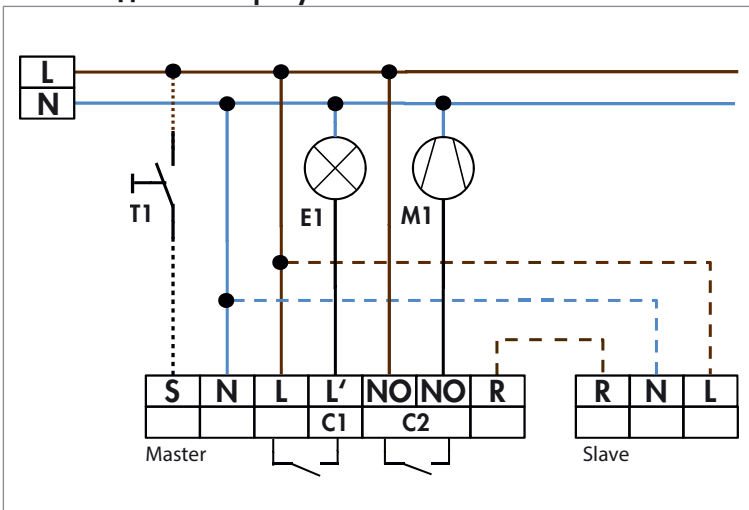 L
N
T1
E1
M1
S N L L′ NO NO R
C1 C2
R N L
Master
Slave